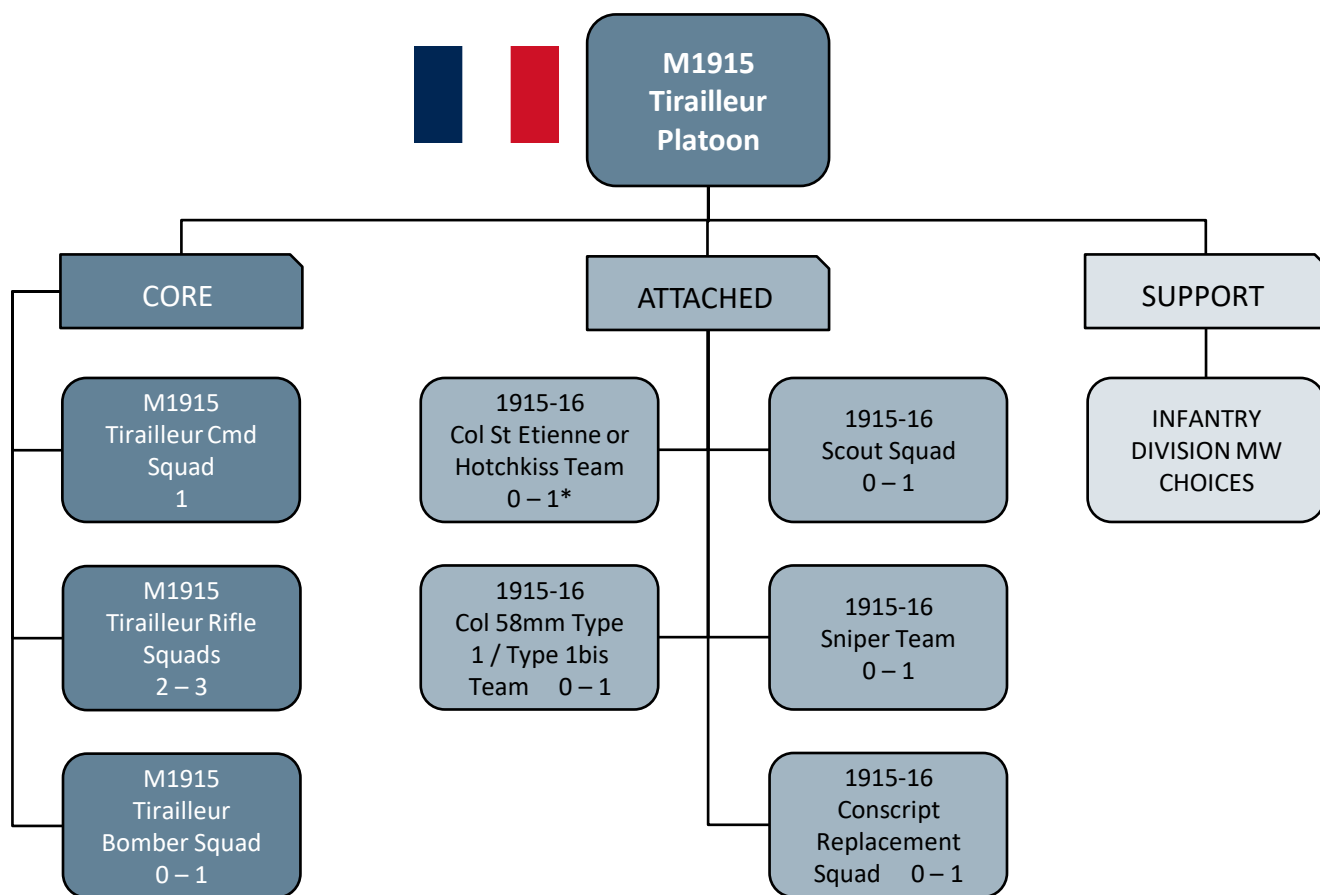 M1915
Tirailleur
Platoon
CORE
M1915
Tirailleur Cmd
Squad
1
M1915
Tirailleur Rifle
Squads
2 – 3
M1915
Tirailleur
Bomber Squad
0 – 1
ATTACHED
1915-16
Col St Etienne or
Hotchkiss Team
0 – 1*
1915-16
Col 58mm Type
1 / Type 1bis
Team 0 – 1
1915-16
Scout Squad
0 – 1
1915-16
Sniper Team
0 – 1
1915-16
Conscript
Replacement
Squad 0 – 1
SUPPORT
INFANTRY
DIVISION MW
CHOICES